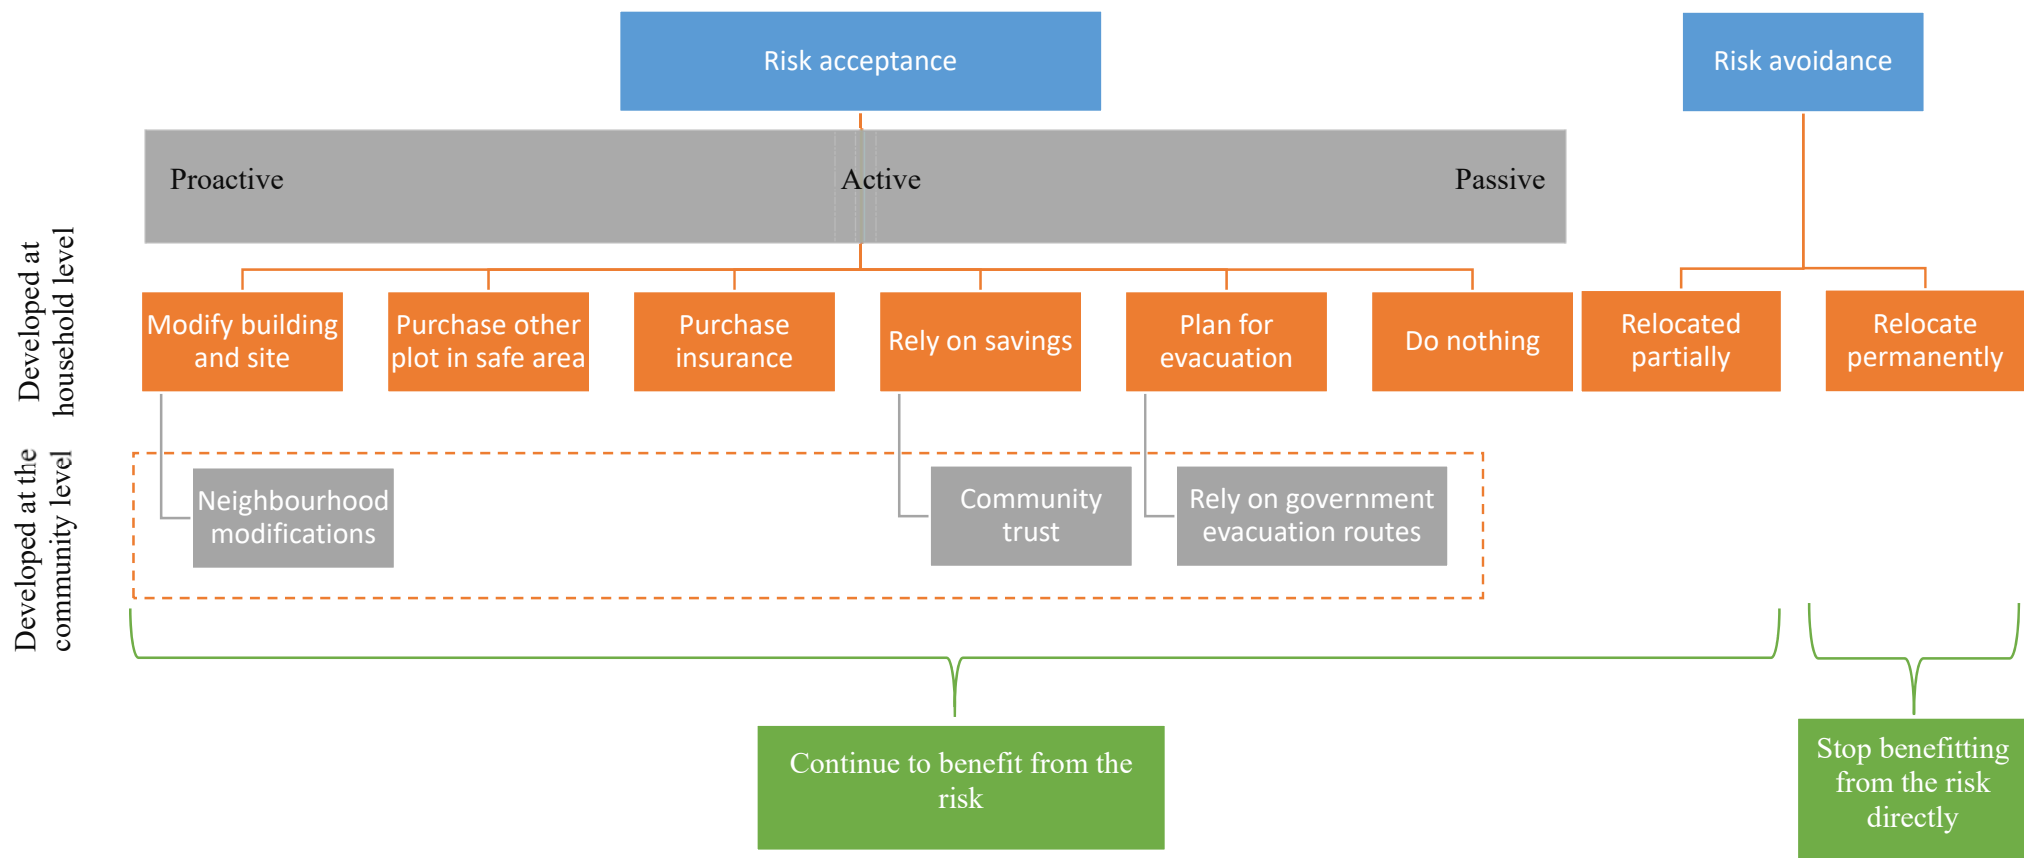 Risk acceptance
Risk avoidance
Proactive
Active
Passive
Developed at
household level
Modify building
and site
Purchase other
plot in safe area
Purchase
insurance
Rely on savings
Plan for
evacuation
Do nothing
Relocated
partially
Relocate
permanently
Developed at the
community level
Neighbourhood
modifications
Community
trust
Rely on government
evacuation routes
Continue to benefit from the
risk
Stop benefitting
from the risk
directly